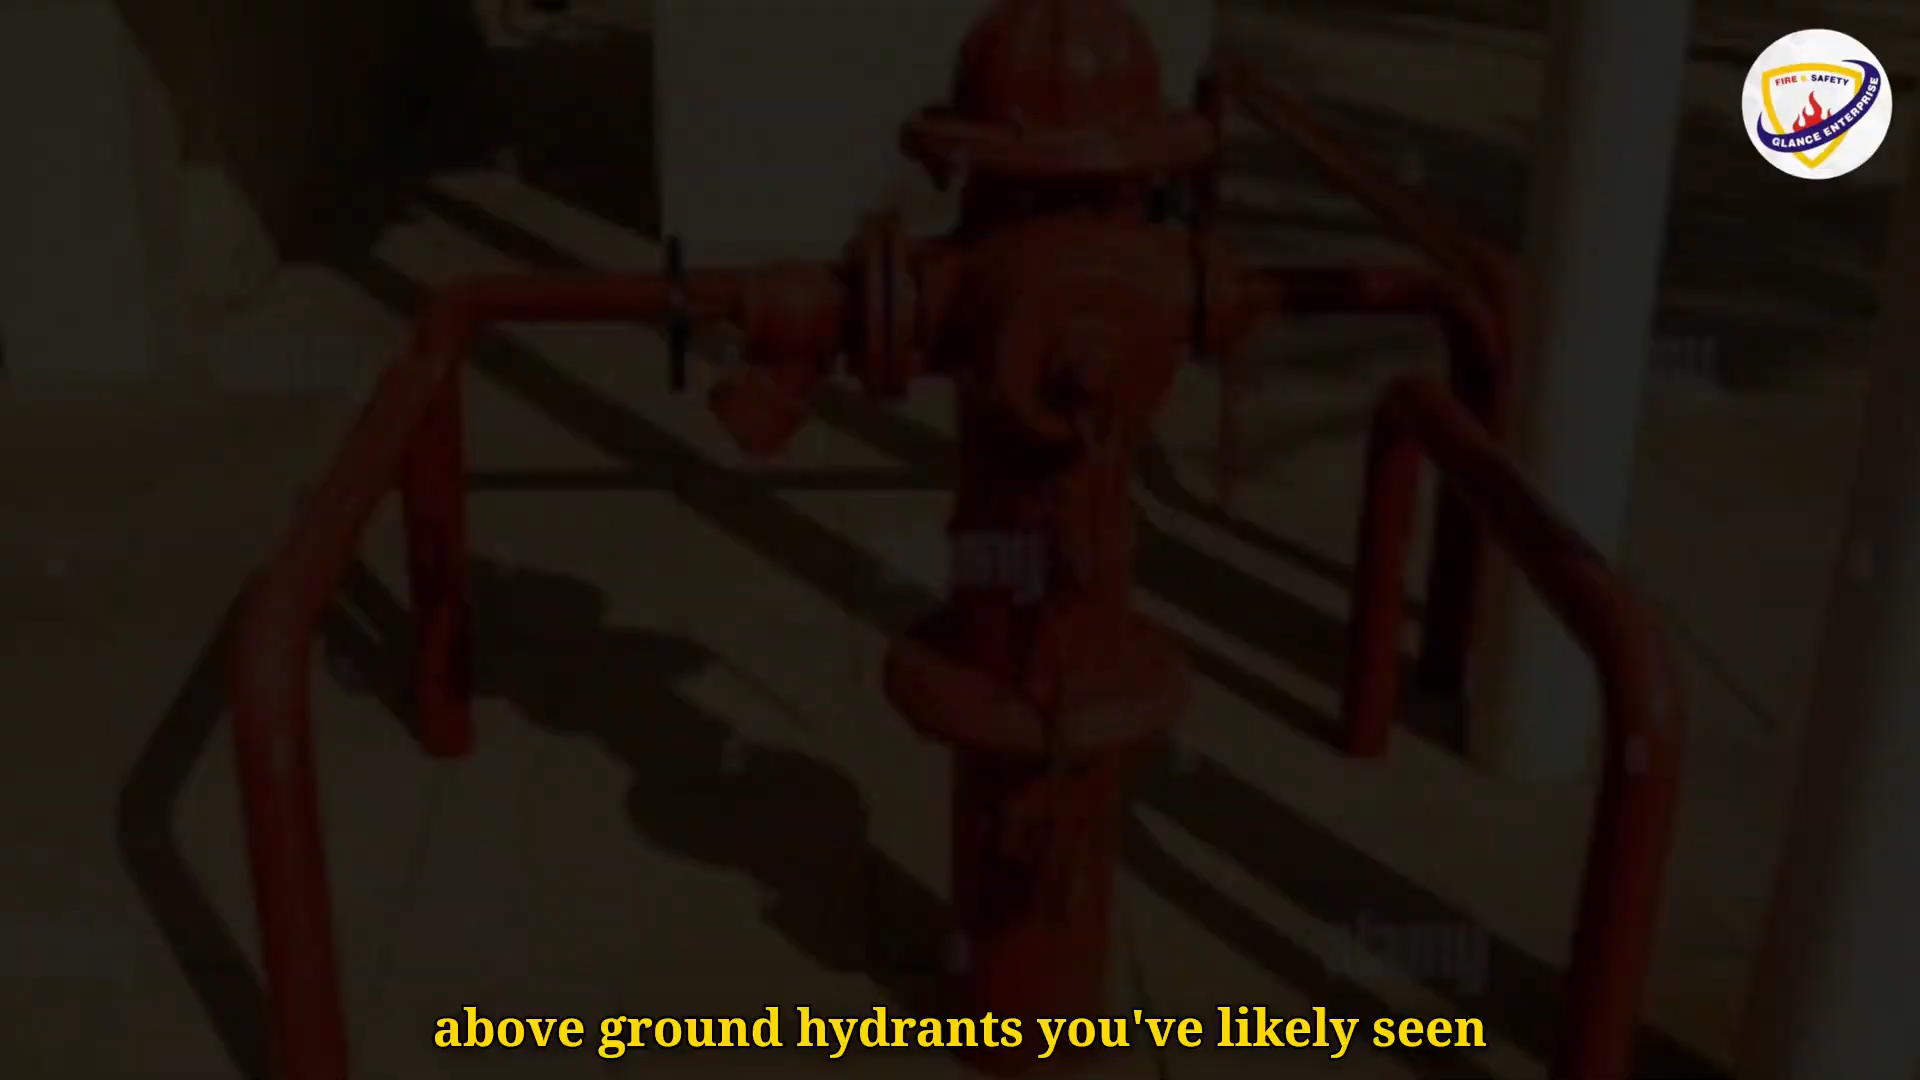 FIRE & SAFETY
GLANCE ENTERPRISE
above ground hydrants you've likely seen